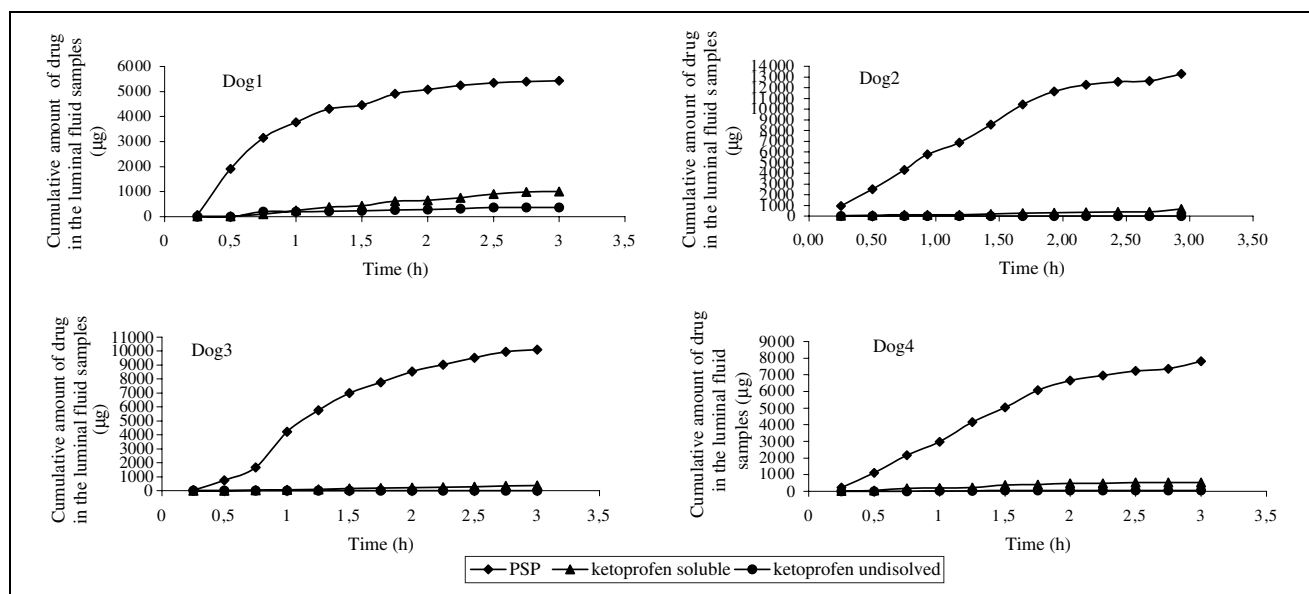 Cumulative amount of drug
in the luminal fluid samples
(µg)
Dog1
6000
5000
4000
3000
2000
1000
0
0 0,5 1 1,5 2 2,5 3 3,5
Time (h)
Cumulative amount of drug
in the luminal fluid samples
(µg)
Dog2
14000
13000
12000
11000
10000
9000
8000
7000
6000
5000
4000
3000
2000
1000
0
0,00 0,50 1,00 1,50 2,00 2,50 3,00 3,50
Time (h)
Cumulative amount of drug
in the luminal fluid samples
(µg)
Dog3
11000
10000
9000
8000
7000
6000
5000
4000
3000
2000
1000
0
0 0,5 1 1,5 2 2,5 3 3,5
Time (h)
Cumulative amount of drug
in the luminal fluid
samples (µg)
Dog4
9000
8000
7000
6000
5000
4000
3000
2000
1000
0
0 0,5 1 1,5 2 2,5 3 3,5
Time (h)
PSP ketoprofen soluble ketoprofen undisolved